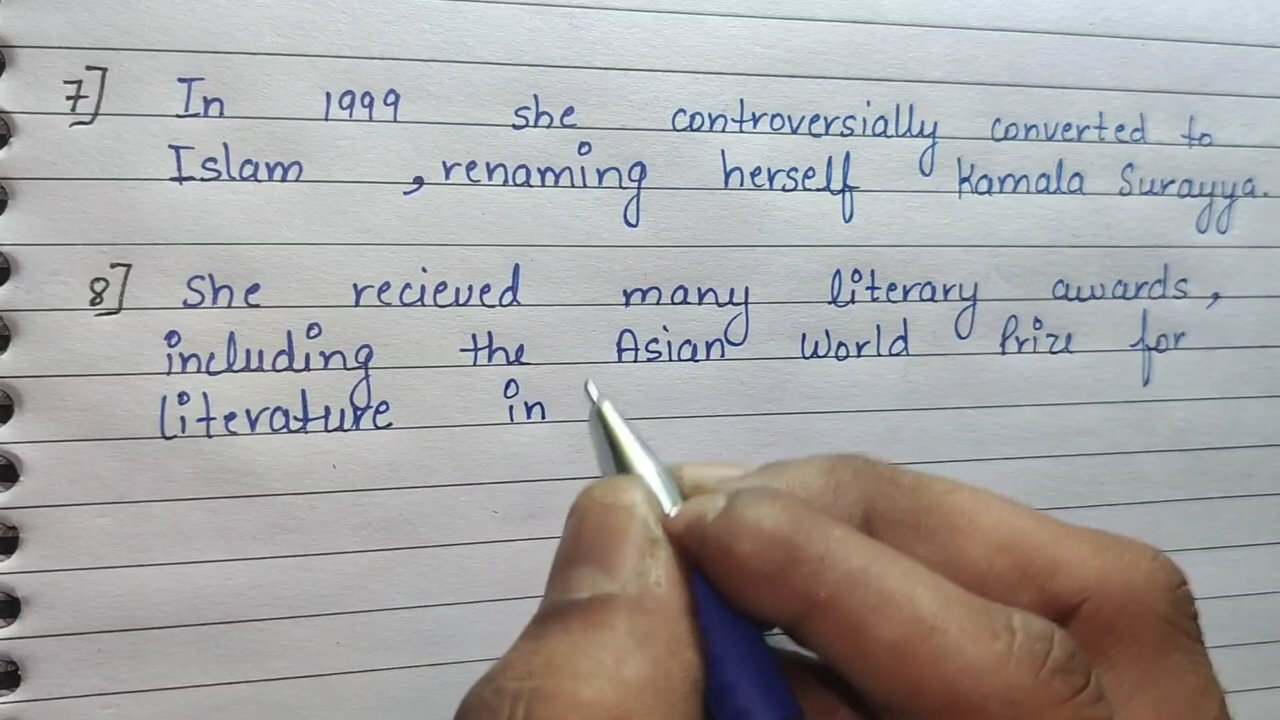 7] In 1999 she controversially converted to
Islam , renaming herself Kamala Surayya.
8] She recieved many literary awards,
including the Asian World Prize for
literature in